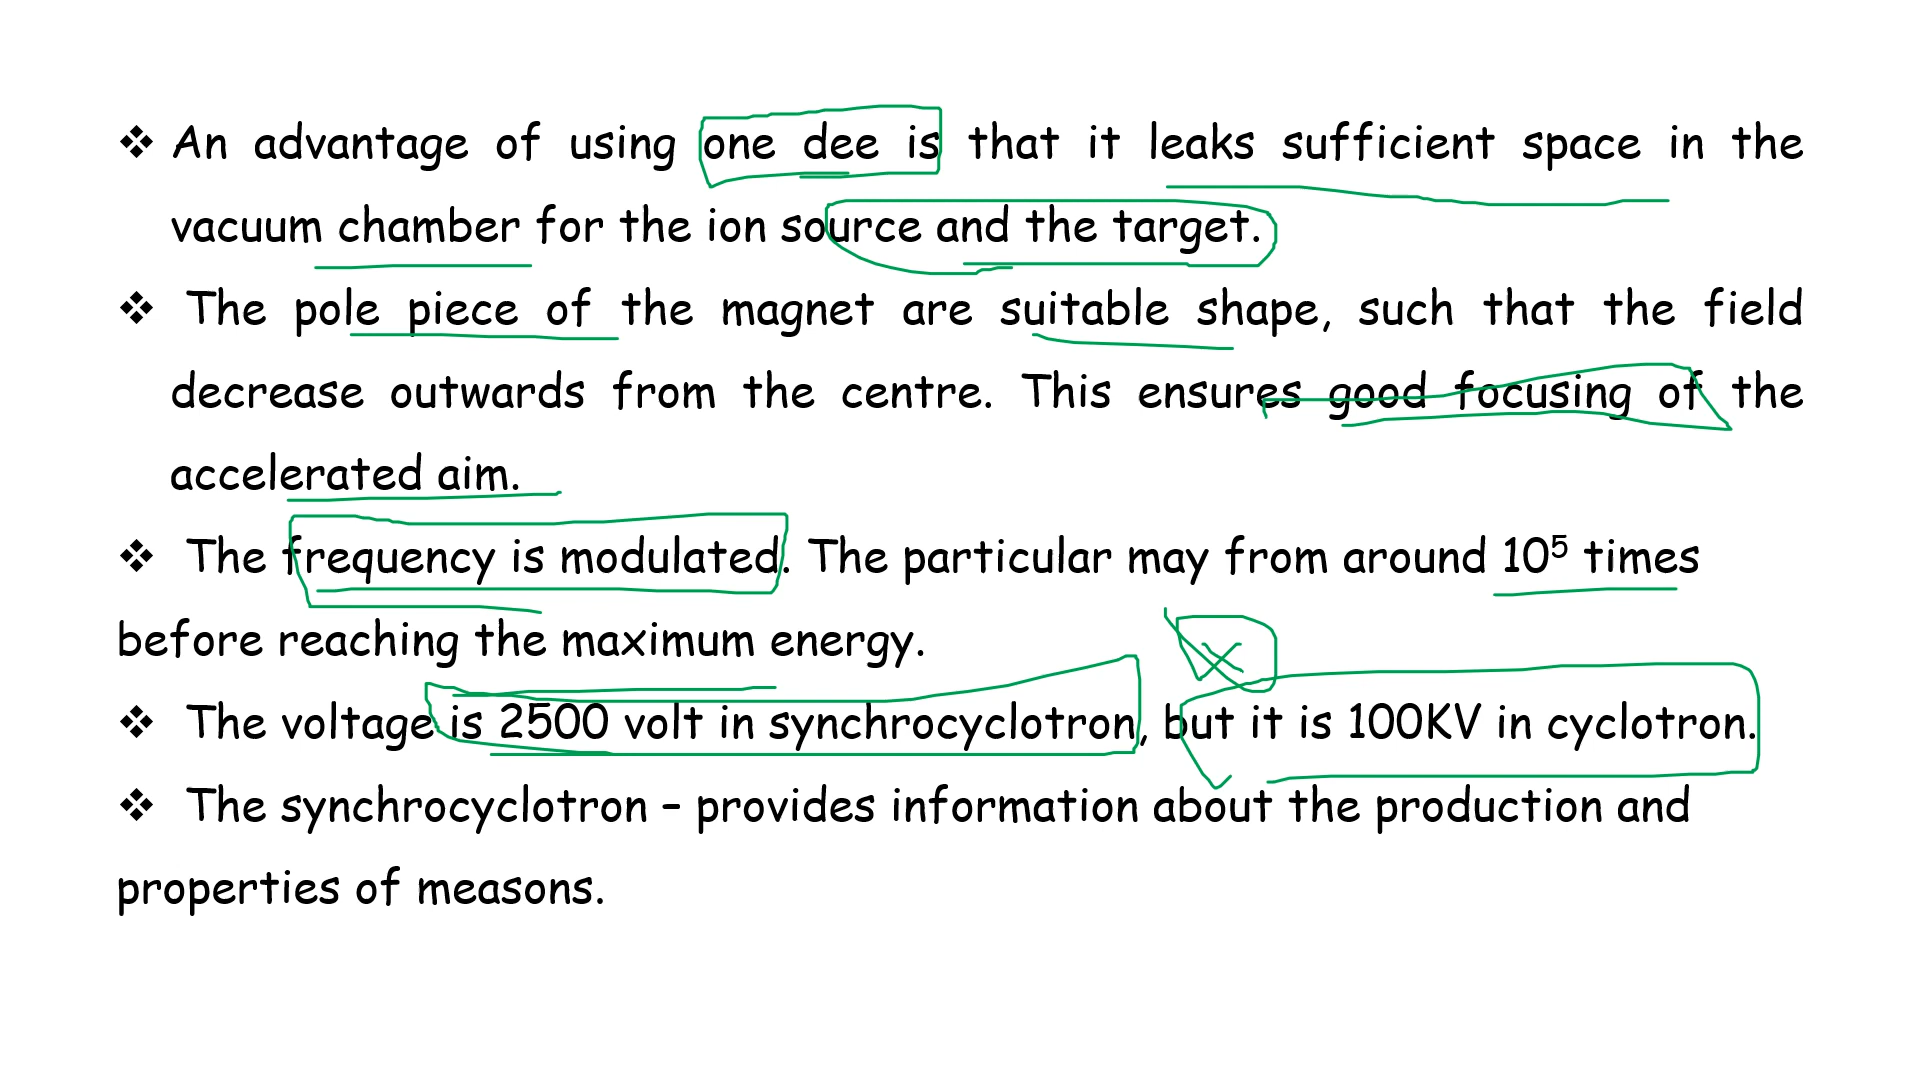 ❖ An advantage of using one dee is that it leaks sufficient space in the
vacuum chamber for the ion source and the target.
❖ The pole piece of the magnet are suitable shape, such that the field
decrease outwards from the centre. This ensures good focusing of the
accelerated aim.
❖ The frequency is modulated. The particular may from around 10⁵ times
before reaching the maximum energy.
❖ The voltage is 2500 volt in synchrocyclotron, but it is 100KV in cyclotron.
❖ The synchrocyclotron – provides information about the production and
properties of measons.